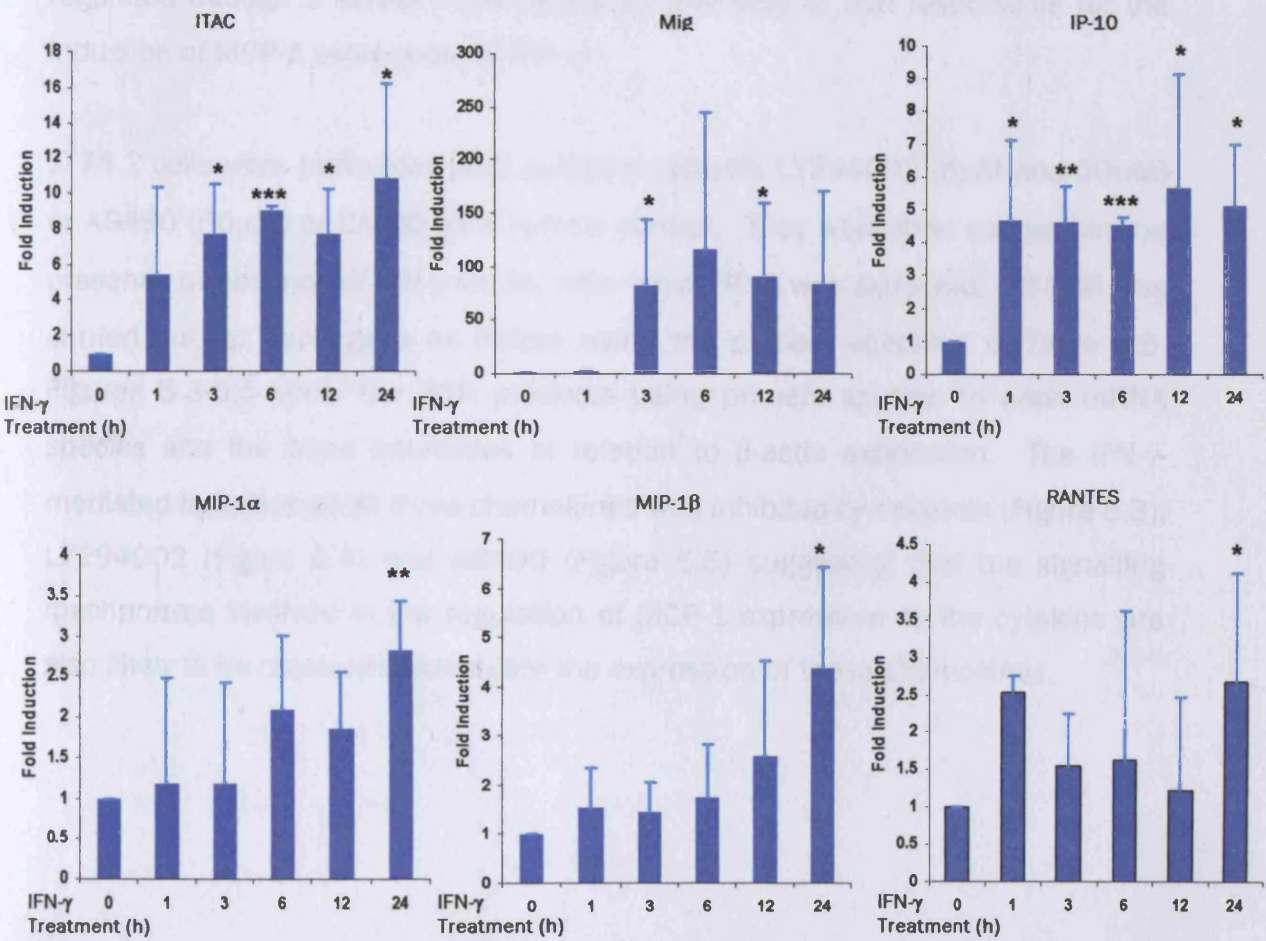 ITAC
18
16
14
12
10
8
6
4
2
0
Fold Induction
*
***
*
*
0 1 3 6 12 24
IFN-γ
Treatment (h)
Mig
300
250
200
150
100
50
0
Fold Induction
*
*
0 1 3 6 12 24
IFN-γ
Treatment (h)
IP-10
10
9
8
7
6
5
4
3
2
1
0
Fold Induction
*
**
***
*
*
0 1 3 6 12 24
IFN-γ
Treatment (h)
MIP-1α
4
3.5
3
2.5
2
1.5
1
0.5
0
Fold Induction
**
0 1 3 6 12 24
IFN-γ
Treatment (h)
MIP-1β
7
6
5
4
3
2
1
0
Fold Induction
*
0 1 3 6 12 24
IFN-γ
Treatment (h)
RANTES
4.5
4
3.5
3
2.5
2
1.5
1
0.5
0
Fold Induction
*
0 1 3 6 12 24
IFN-γ
Treatment (h)